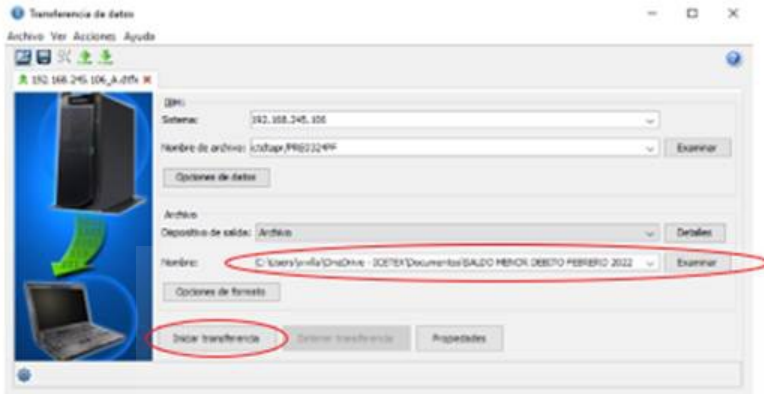 Transferencia de datos
Archivo Ver Acciones Ayuda
192.168.245.106_A.dtfx
IBM i
Sistema: 192.168.245.106
Nombre de archivo: Examinar
Opciones de datos
Archivo
Dispositivo de salida: Archivo Detalles
Nombre: OneDrive - ICETEX\Documentos\SALDO MENOR DEBITO FEBRERO 2022 Examinar
Opciones de formato
Iniciar transferencia Detener transferencia Propiedades